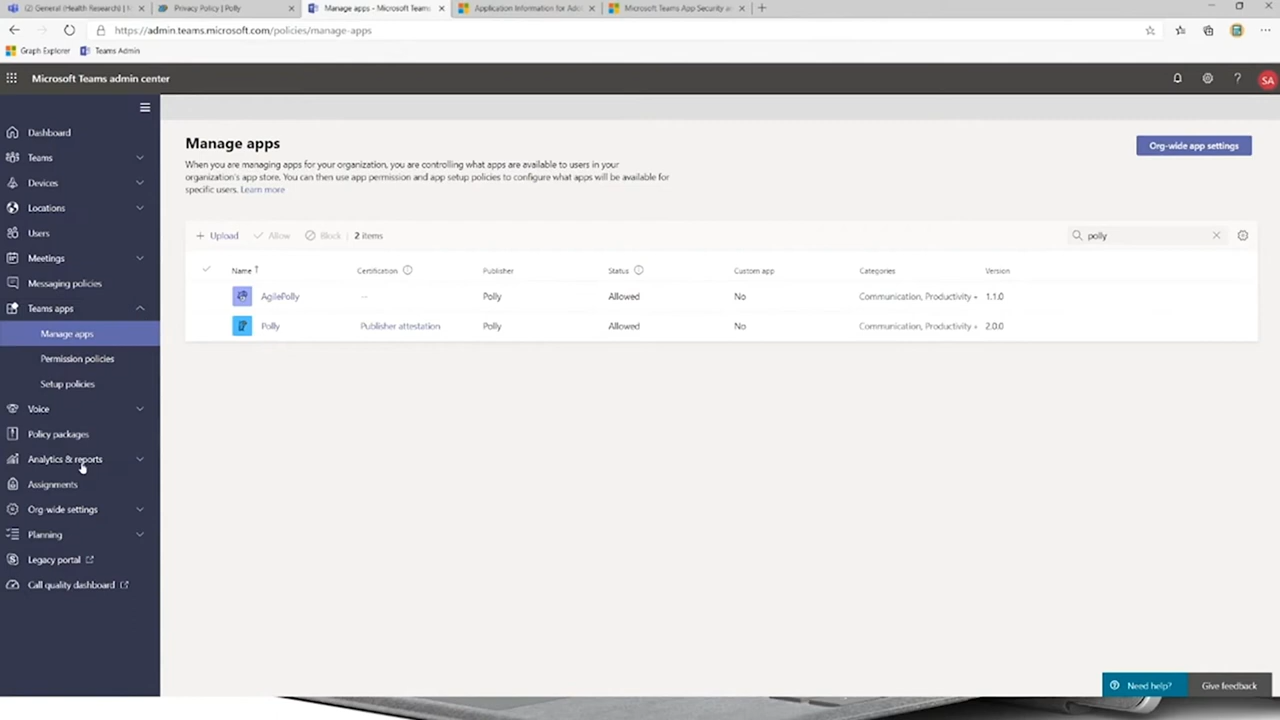 (2) General (Health Research) | M
Privacy Policy | Polly
Manage apps - Microsoft Teams
Application Information for Ado
Microsoft Teams App Security a
https://admin.teams.microsoft.com/policies/manage-apps
Graph Explorer
Teams Admin
Microsoft Teams admin center
?
SA
Dashboard
Teams
Devices
Locations
Users
Meetings
Messaging policies
Teams apps
Manage apps
Permission policies
Setup policies
Voice
Policy packages
Analytics & reports
Assignments
Org-wide settings
Planning
Legacy portal
Call quality dashboard
Manage apps
Org-wide app settings
When you are managing apps for your organization, you are controlling what apps are available to users in your
organization's app store. You can then use app permission and app setup policies to configure what apps will be available for
specific users. Learn more
+ Upload Allow Block 2 items polly
Name ↑ Certification Publisher Status Custom app Categories Version
AgilePolly -- Polly Allowed No Communication, Productivity + 1.1.0
Polly Publisher attestation Polly Allowed No Communication, Productivity + 2.0.0
Need help? Give feedback